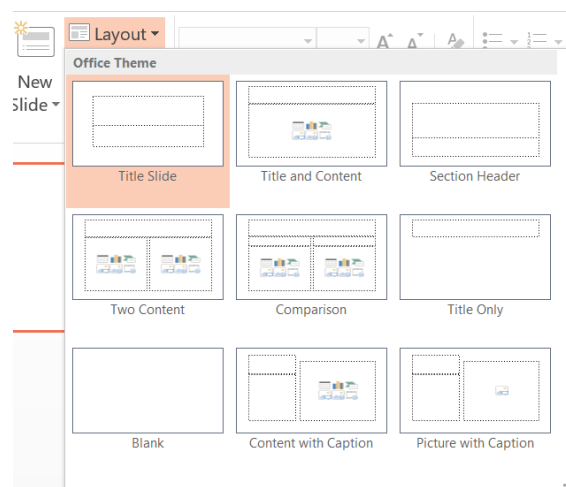 Layout
New
Slide
Office Theme
Title Slide
Title and Content
Section Header
Two Content
Comparison
Title Only
Blank
Content with Caption
Picture with Caption